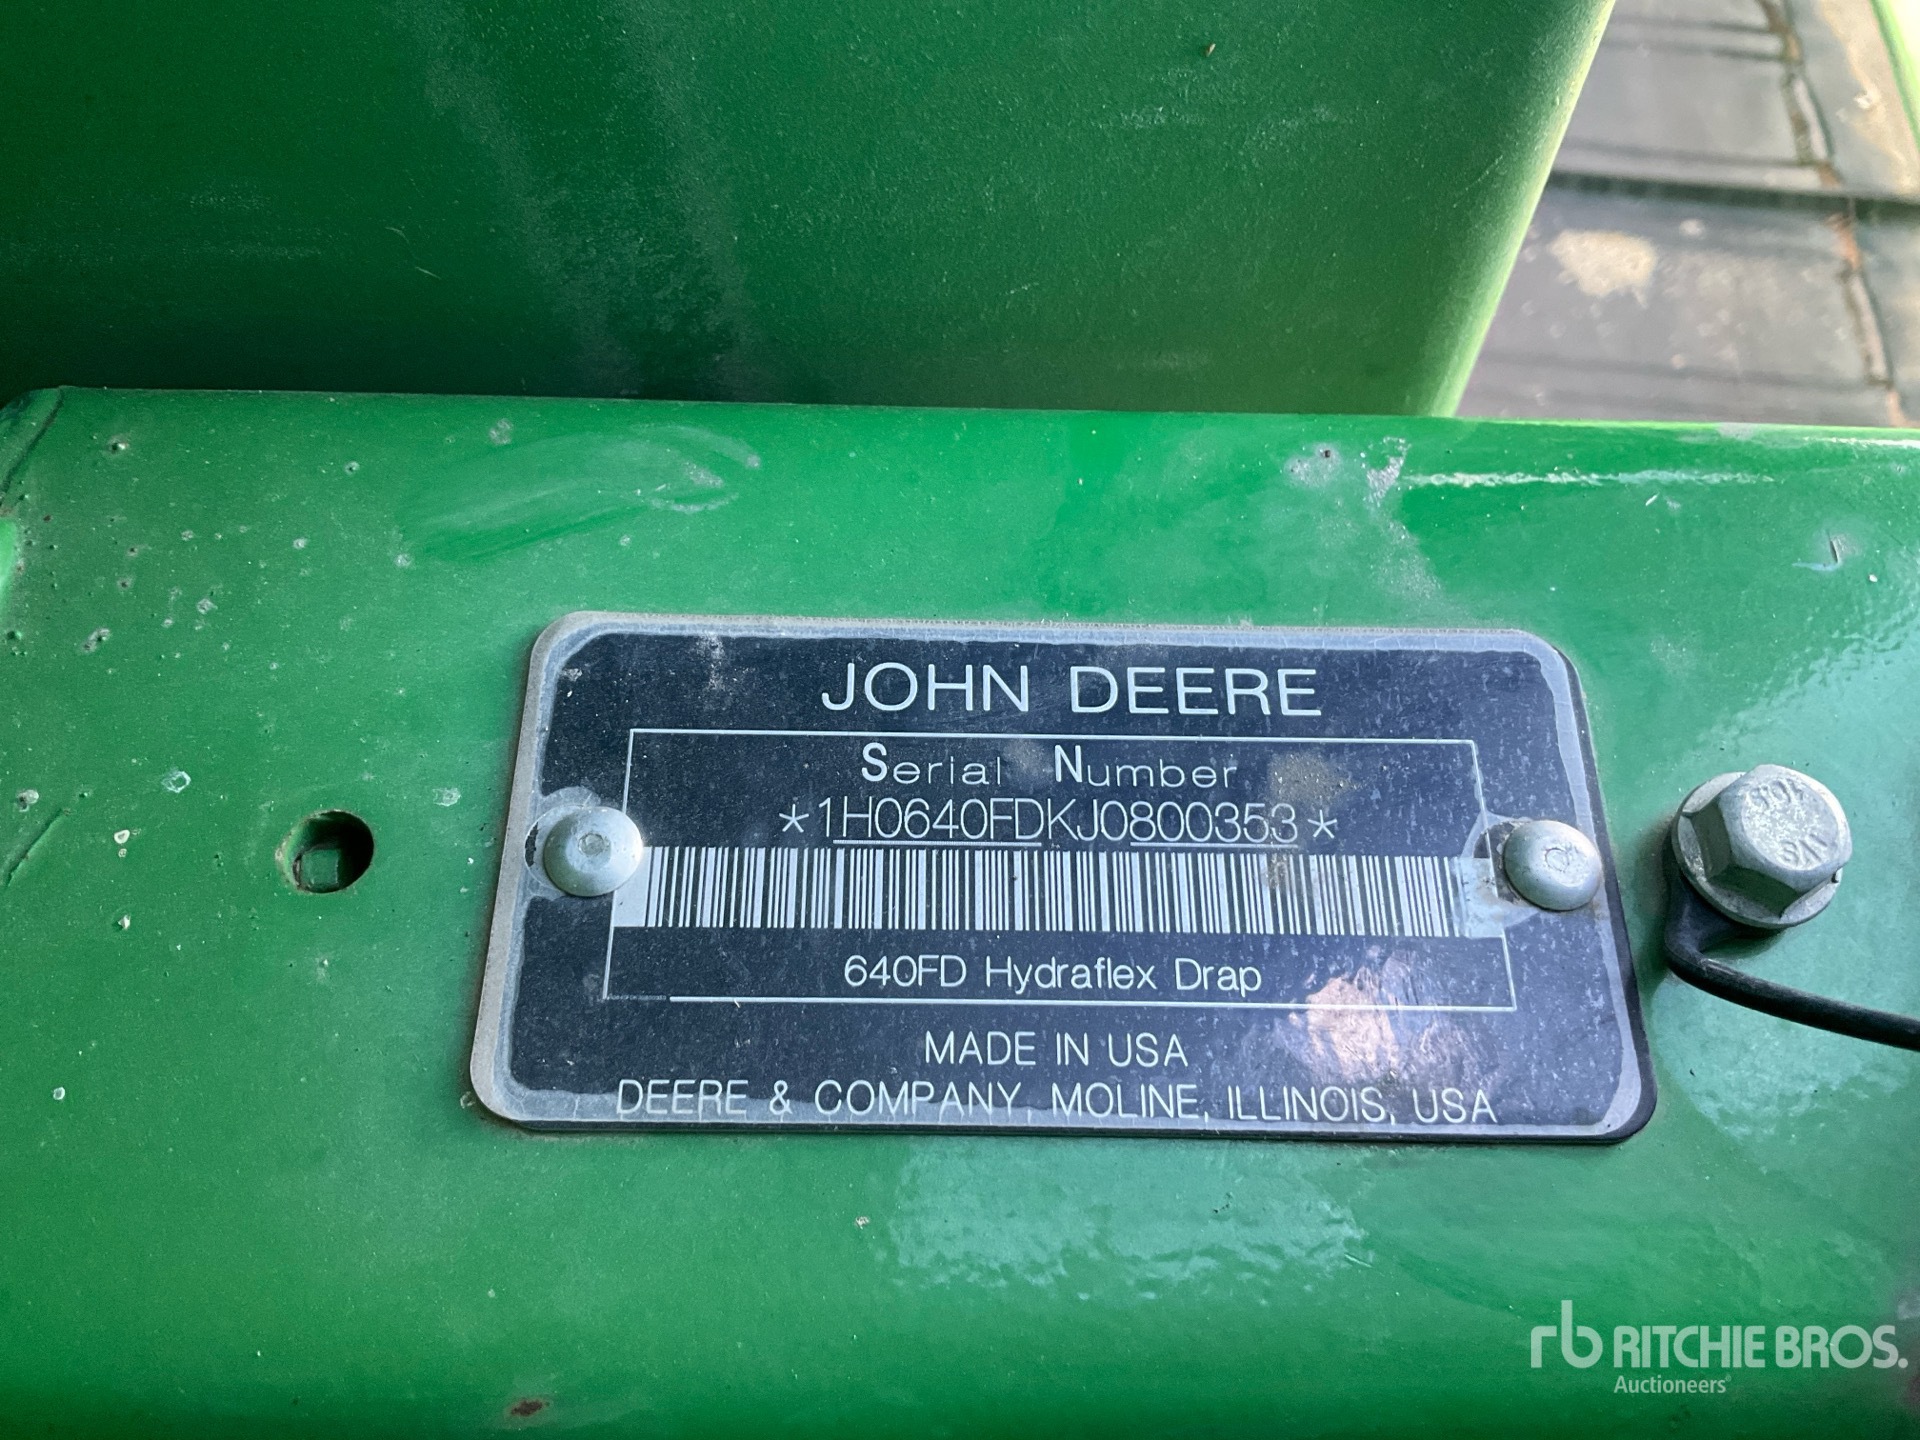 JOHN DEERE
Serial Number
*1H0640FDKJ0800353*
640FD Hydraflex Drap
MADE IN USA
DEERE & COMPANY, MOLINE, ILLINOIS, USA
rb RITCHIE BROS.
Auctioneers